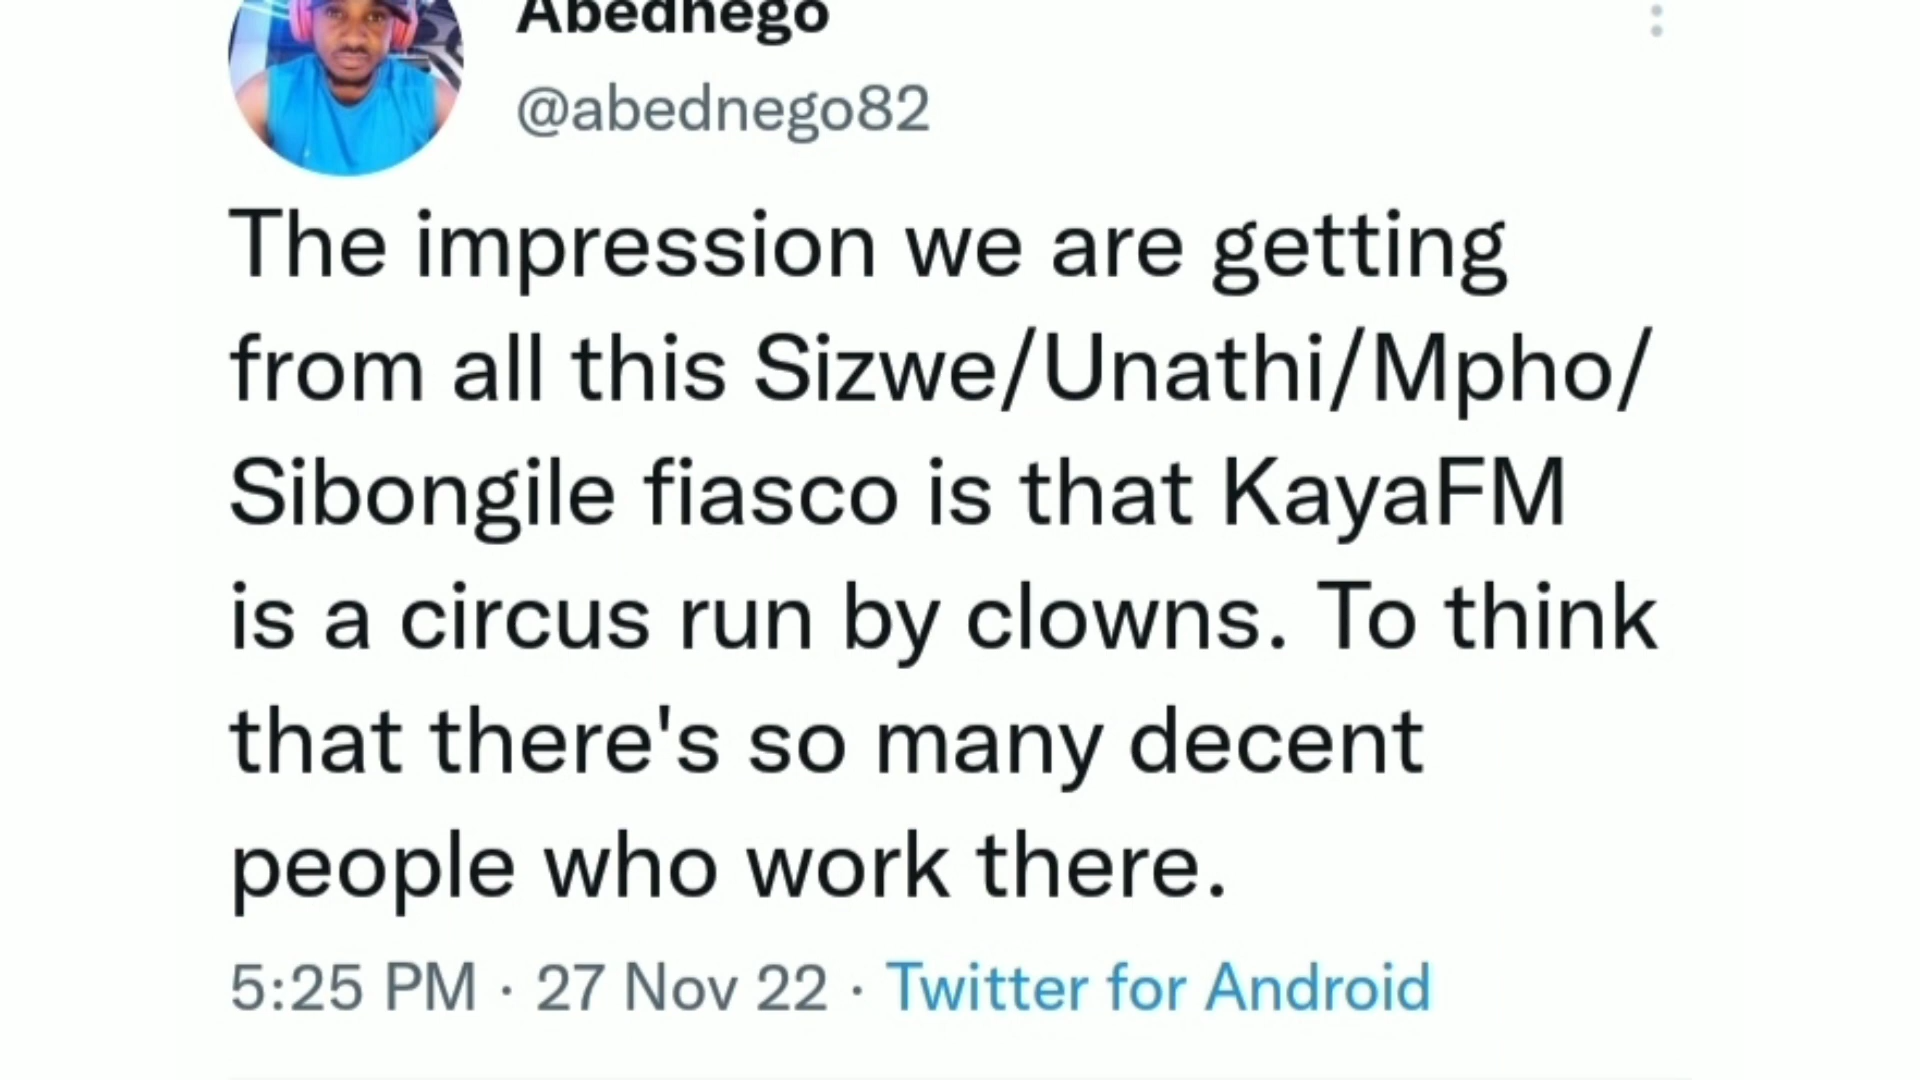 Abednego
@abednego82
The impression we are getting
from all this Sizwe/Unathi/Mpho/
Sibongile fiasco is that KayaFM
is a circus run by clowns. To think
that there's so many decent
people who work there.
5:25 PM · 27 Nov 22 · Twitter for Android